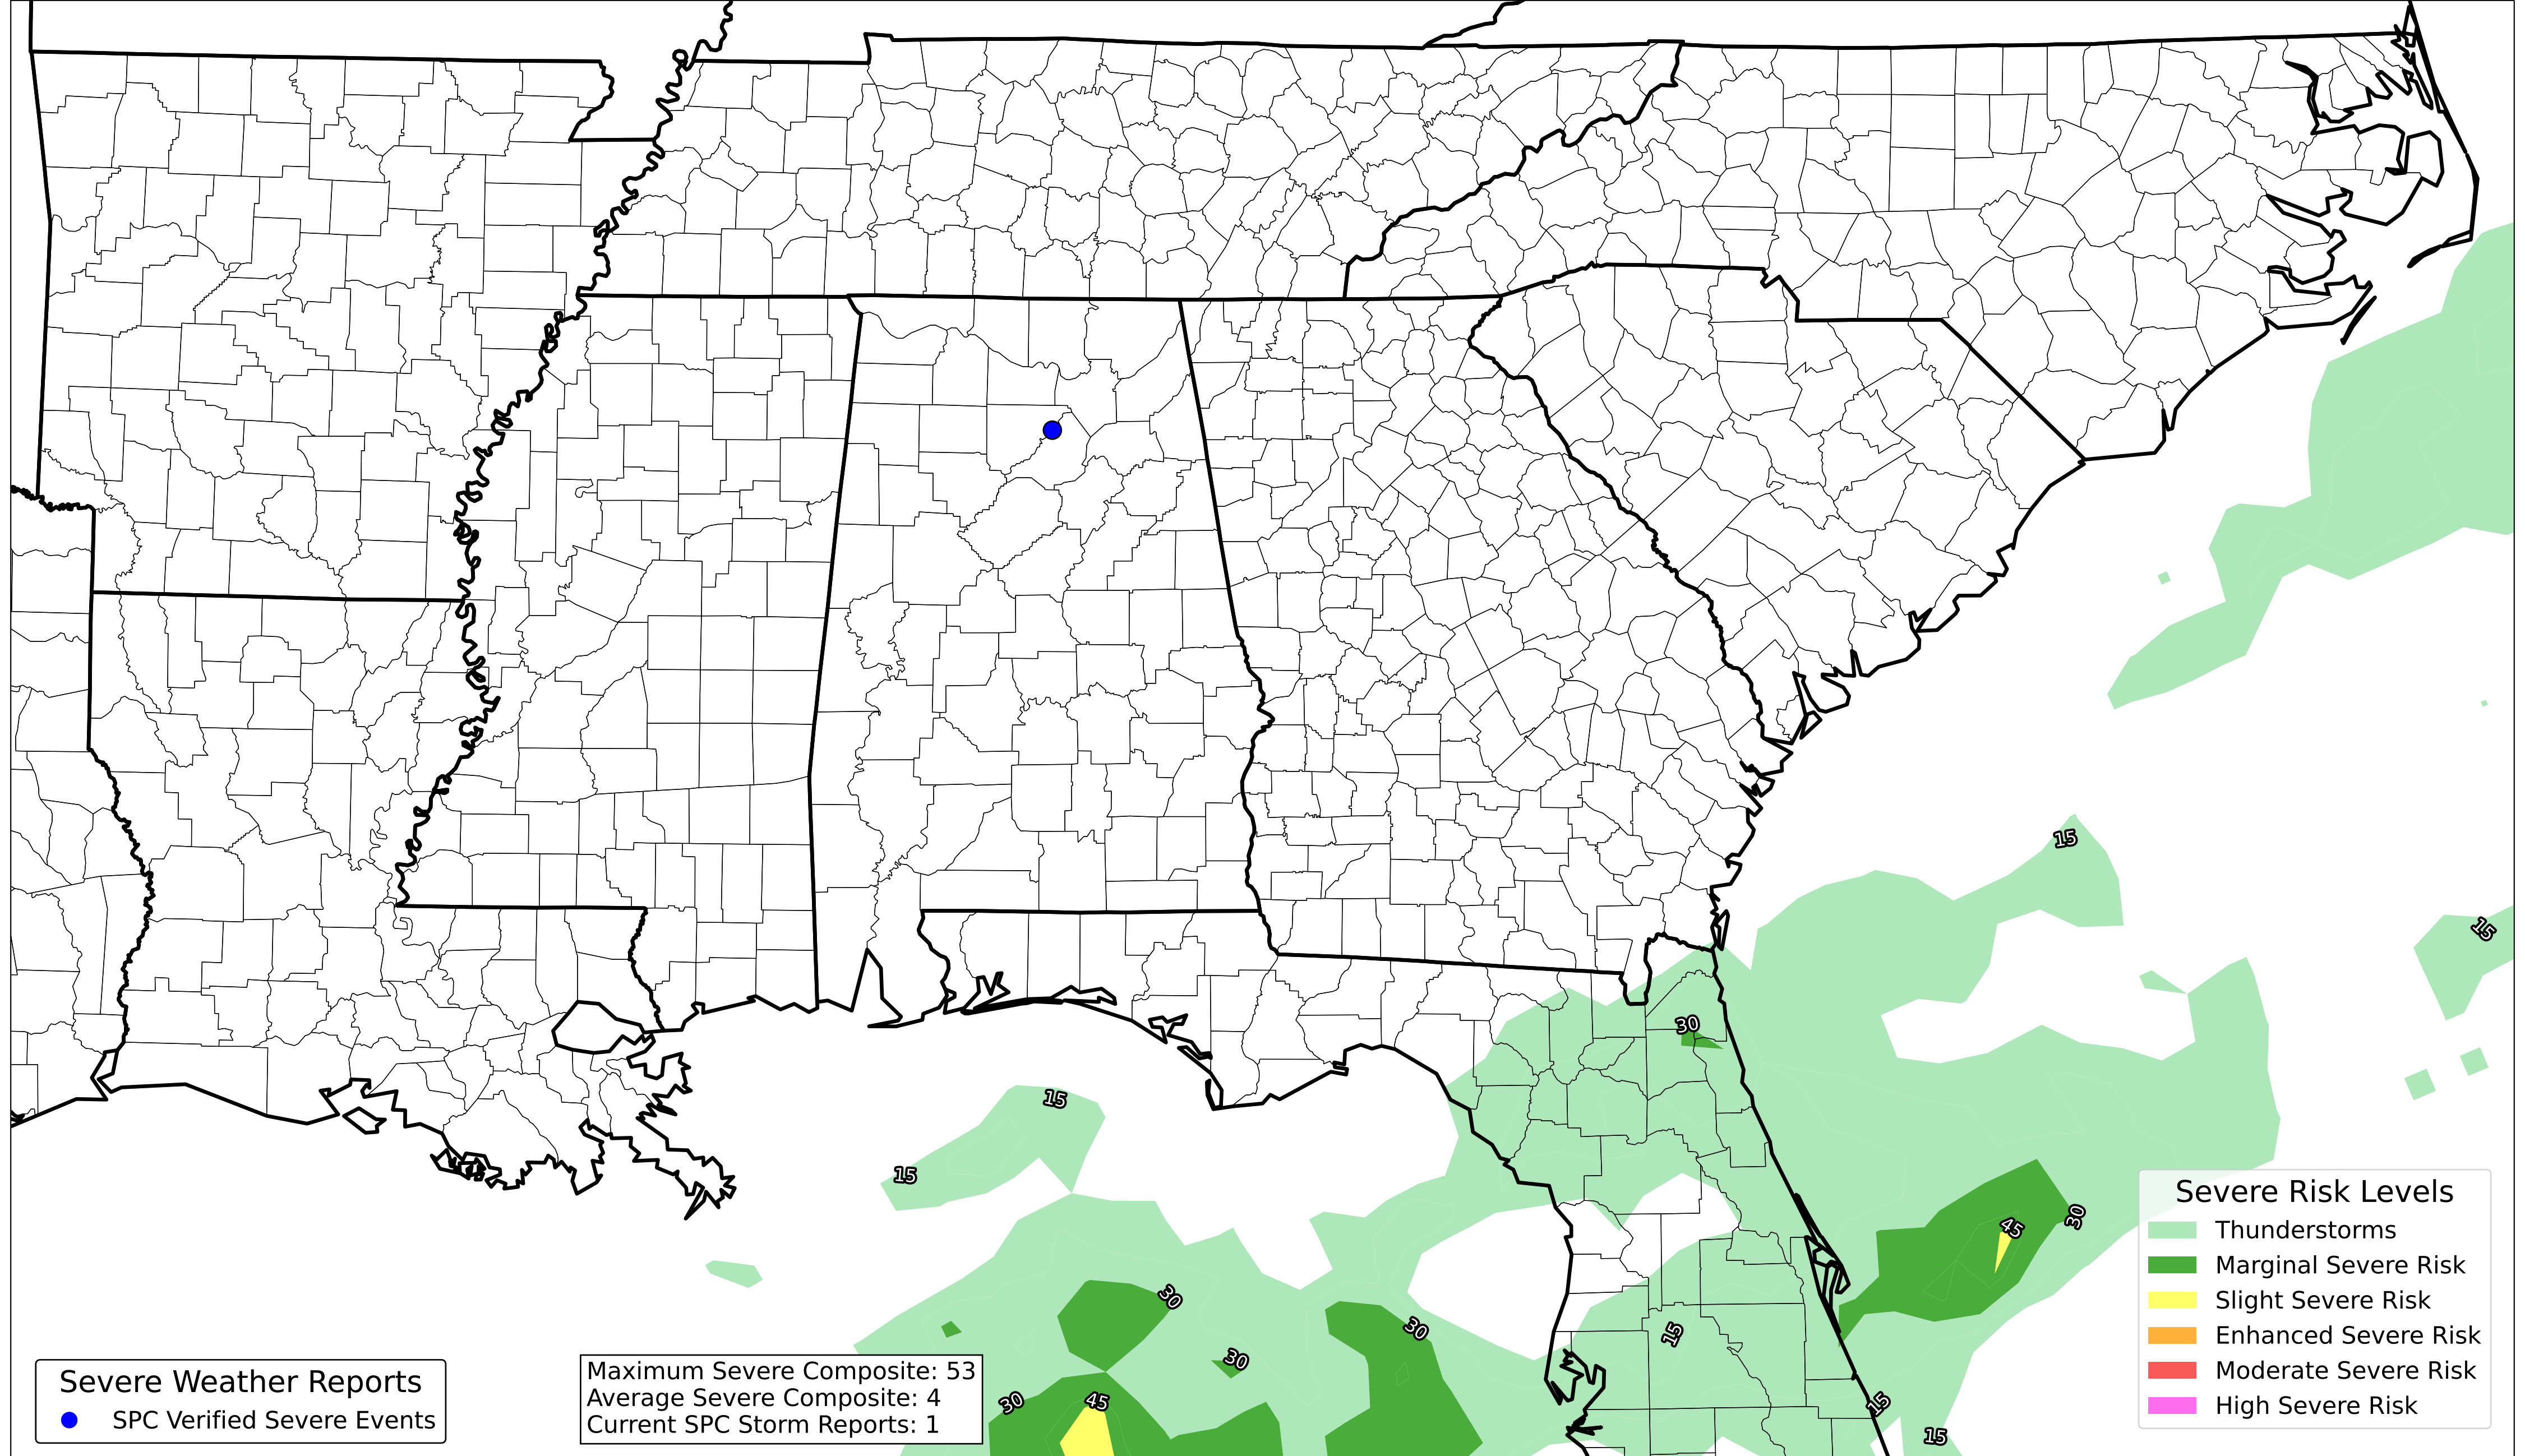 15
15
30
15
15
30
45
30
30
30
30
45
15
15
15
Severe Weather Reports
SPC Verified Severe Events
Maximum Severe Composite: 53
Average Severe Composite: 4
Current SPC Storm Reports: 1
Severe Risk Levels
Thunderstorms
Marginal Severe Risk
Slight Severe Risk
Enhanced Severe Risk
Moderate Severe Risk
High Severe Risk